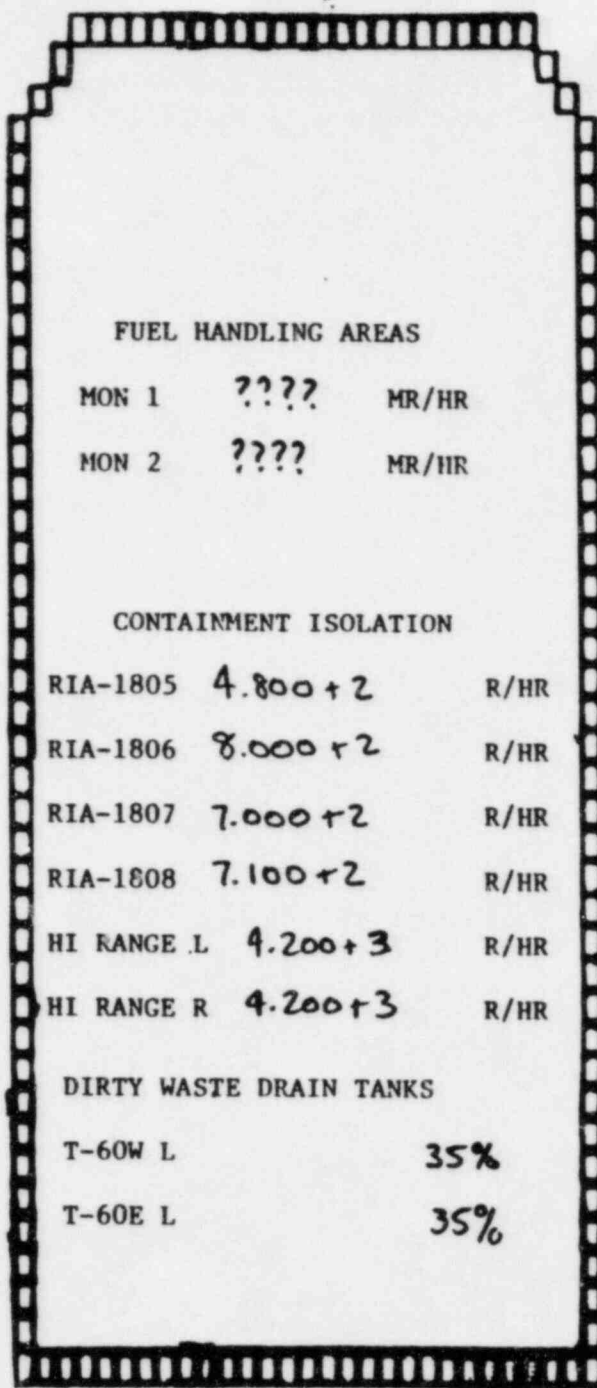 FUEL HANDLING AREAS
MON 1 ???? MR/HR
MON 2 ???? MR/HR
CONTAINMENT ISOLATION
RIA-1805 4.800+2 R/HR
RIA-1806 8.000+2 R/HR
RIA-1807 7.000+2 R/HR
RIA-1808 7.100+2 R/HR
HI RANGE L 4.200+3 R/HR
HI RANGE R 4.200+3 R/HR
DIRTY WASTE DRAIN TANKS
T-60W L 35%
T-60E L 35%